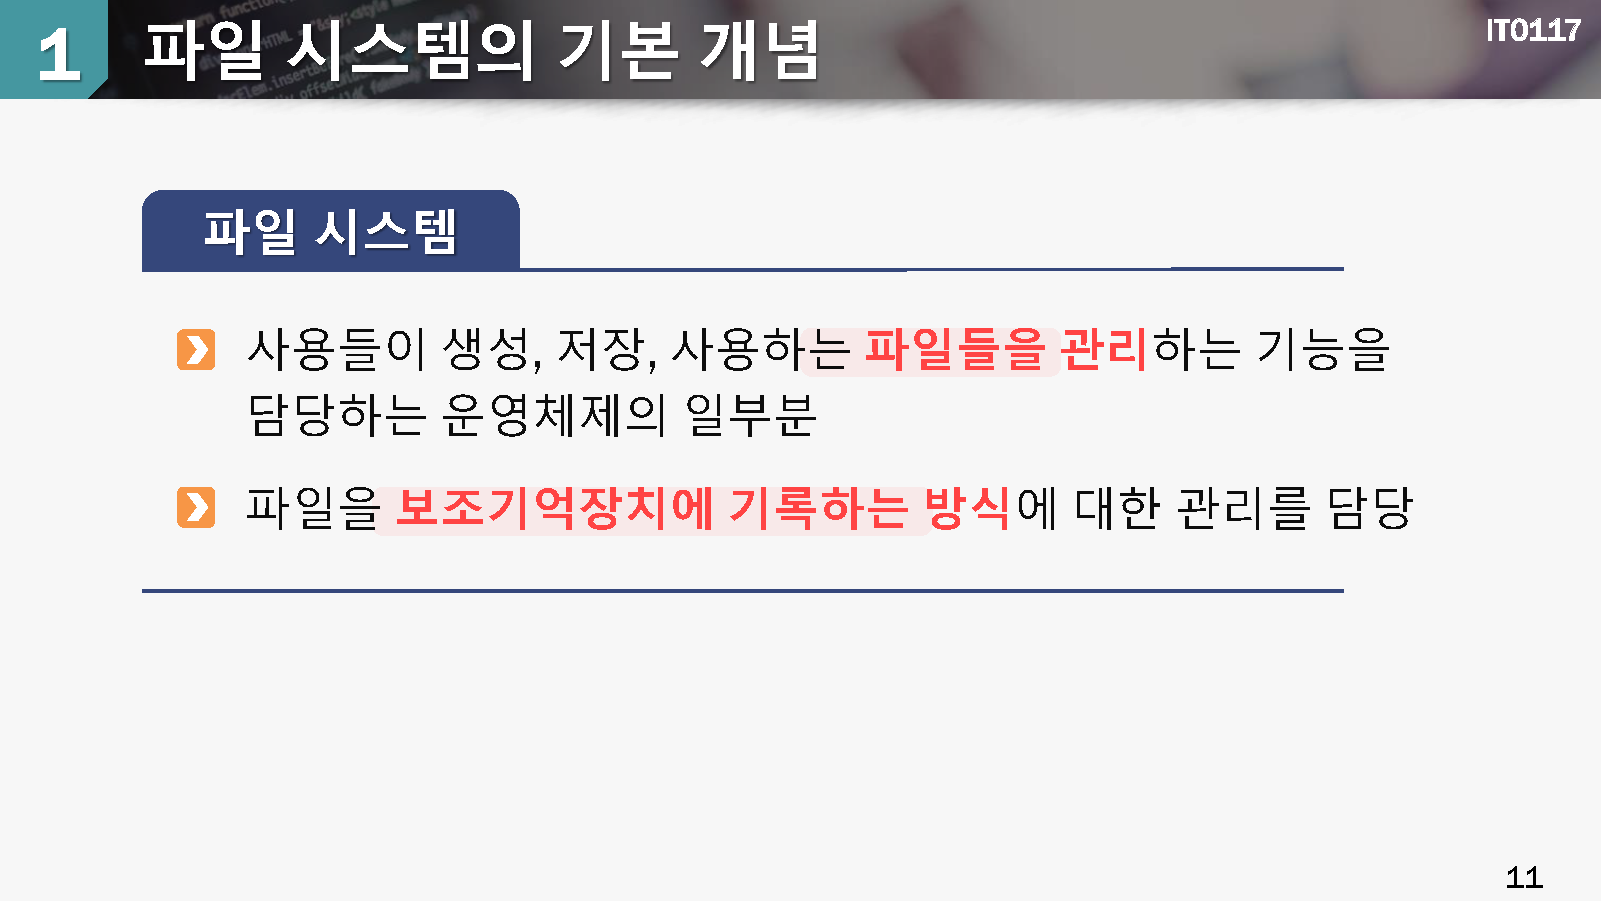 1 파일 시스템의 기본 개념
IT0117
파일 시스템
사용들이 생성, 저장, 사용하는 파일들을 관리하는 기능을
담당하는 운영체제의 일부분
파일을 보조기억장치에 기록하는 방식에 대한 관리를 담당
11